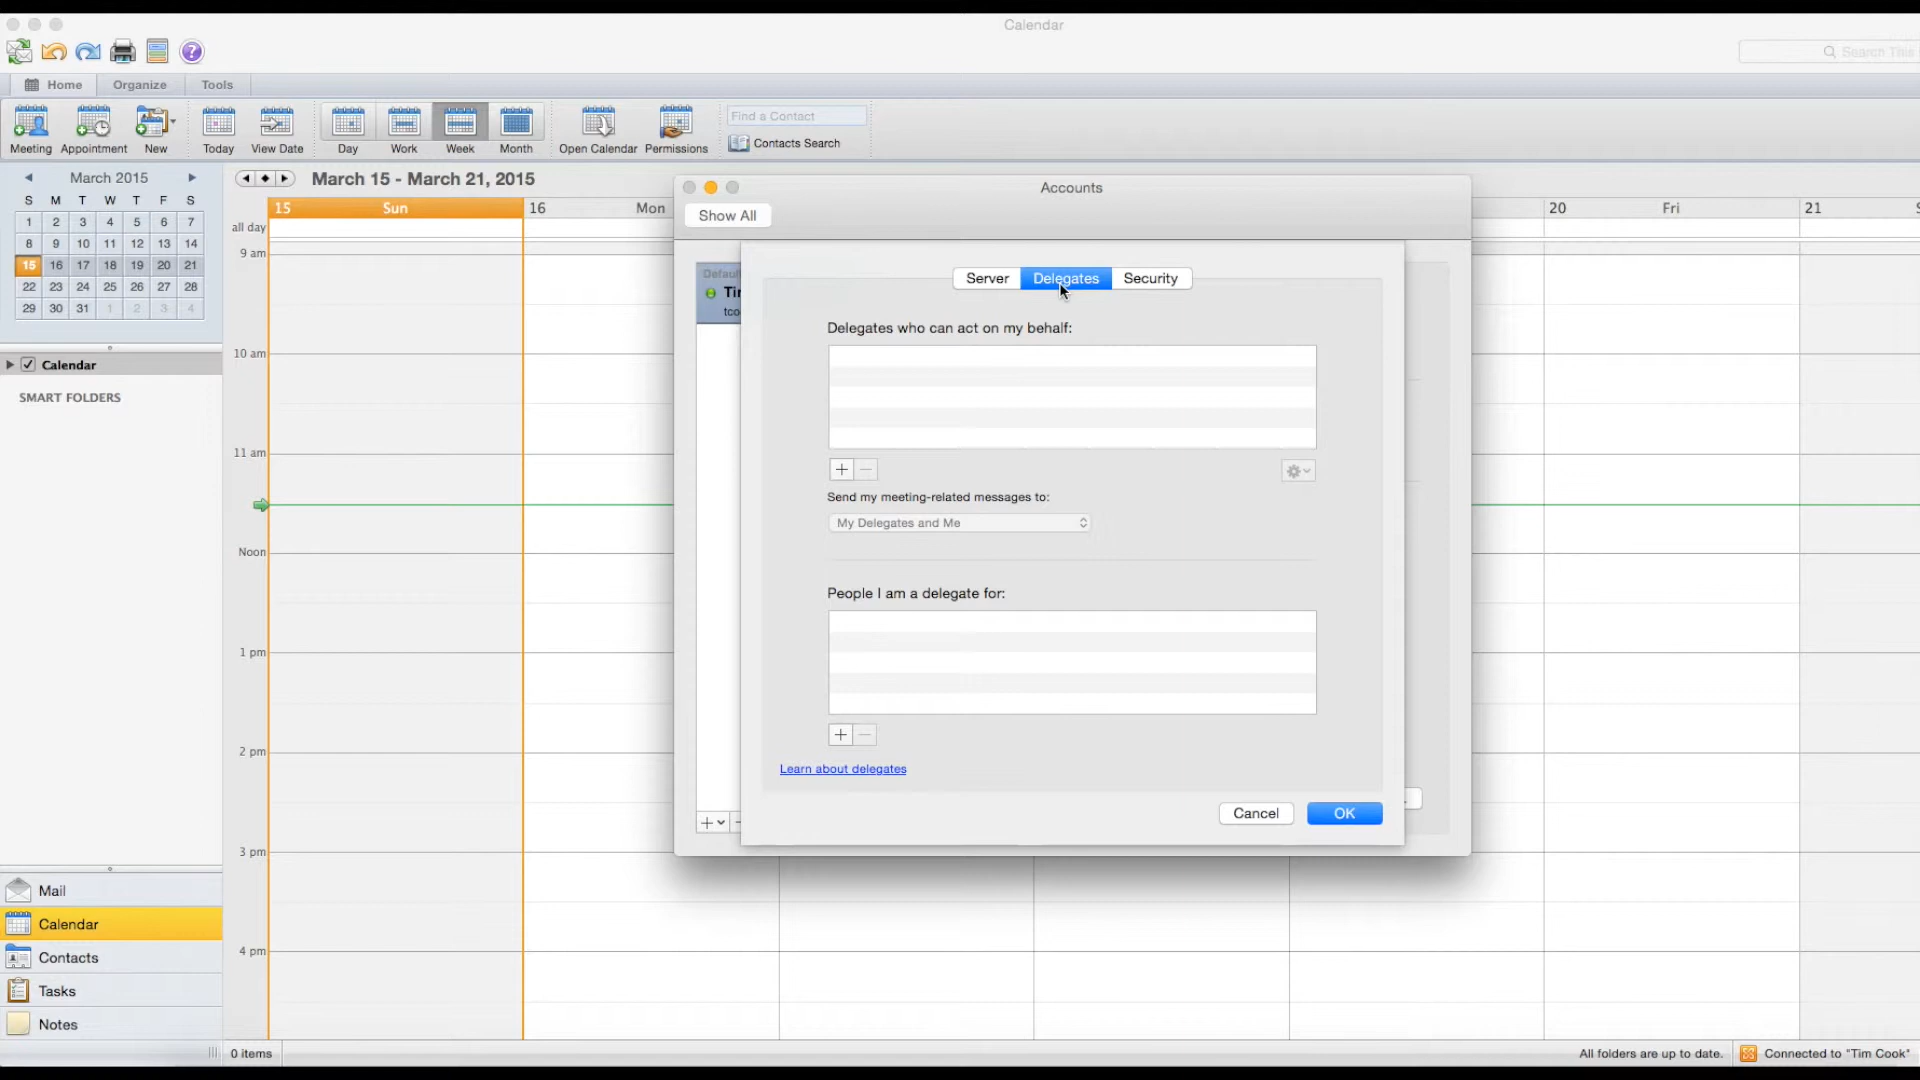 Calendar
Search This
Home Organize Tools
Meeting Appointment New Today View Date Day Work Week Month Open Calendar Permissions
Find a Contact
Contacts Search
March 2015
S M T W T F S
1 2 3 4 5 6 7
8 9 10 11 12 13 14
15 16 17 18 19 20 21
22 23 24 25 26 27 28
29 30 31 1 2 3 4
Calendar
SMART FOLDERS
Mail
Calendar
Contacts
Tasks
Notes
March 15 - March 21, 2015
15 Sun 16 Mon 20 Fri 21 S
all day
9 am
10 am
11 am
Noon
1 pm
2 pm
3 pm
4 pm
Accounts
Show All
Default
Tim
tco
Server Delegates Security
Delegates who can act on my behalf:
Send my meeting-related messages to:
My Delegates and Me
People I am a delegate for:
Learn about delegates
Cancel OK
0 items
All folders are up to date.
Connected to "Tim Cook"